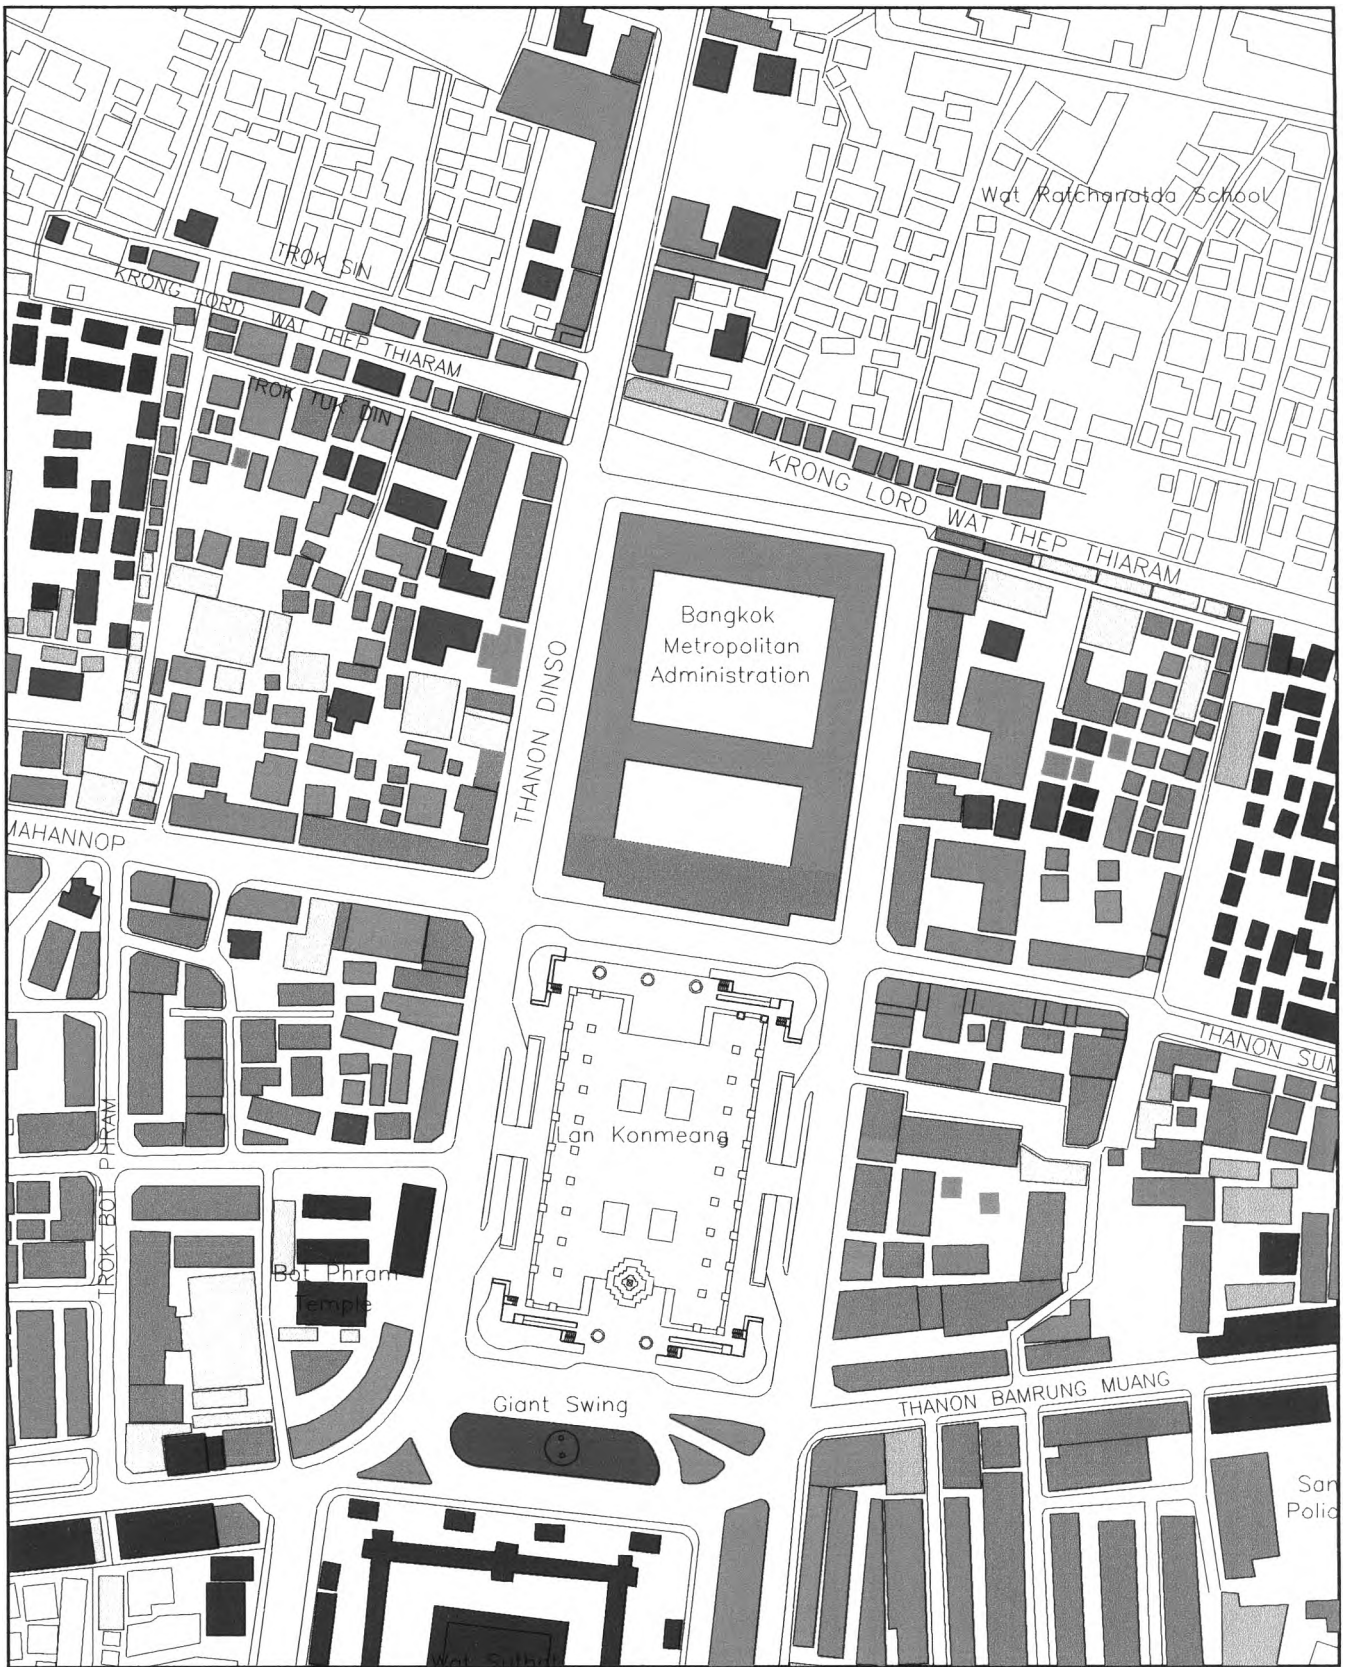 Wat Ratchanatda School
TROK SIN
KRONG LORD WAT THEP THIARAM
TROK TUK DIN
KRONG LORD WAT THEP THIARAM
Bangkok
Metropolitan
Administration
THANON DINSO
MAHANNOP
THANON SUM
Lan Konmeang
TROK BOT PHRAM
Bot Phram
Temple
THANON BAMRUNG MUANG
Giant Swing
San
Polic
Wat Suthat